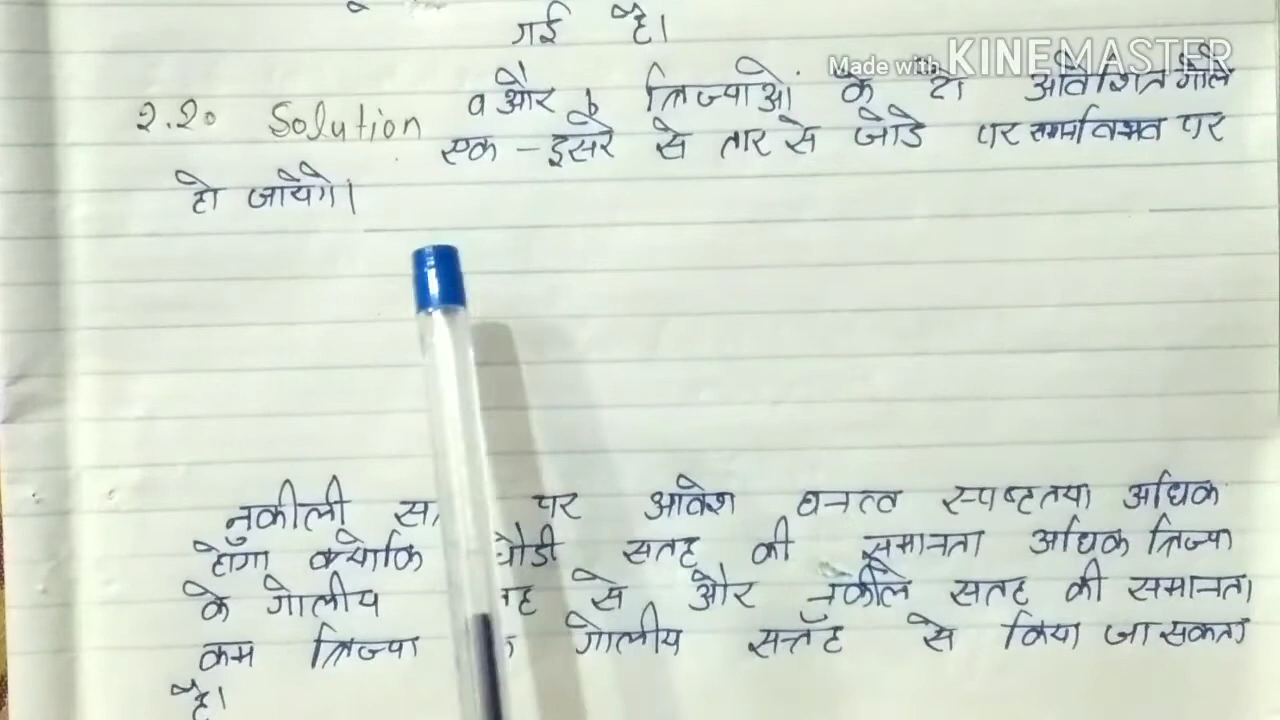 गई है।
Made with KINEMASTER
2.20 Solution a और b त्रिज्याओं के दो आवेशित गोले
एक - दूसरे से तार से जोडे पर समविभव पर
हो जायेगे।
नुकीली पर आवेश घनत्व स्पष्टतया अधिक
होगा क्योकि चौडी सतह की समानता अधिक त्रिज्या
के गोलीय से और नुकीले सतह की समानता
कम त्रिज्या गोलीय सतह से किया जा सकता
है।